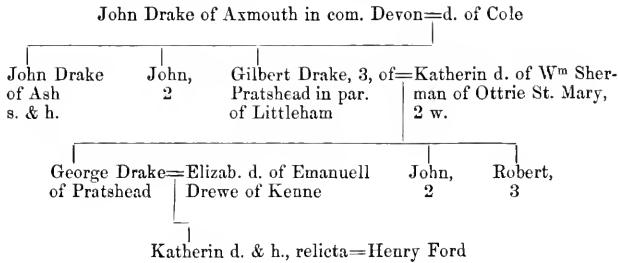 John Drake of Axmouth in com. Devon=d. of Cole
John Drake of Ash s. & h.
John, 2
Gilbert Drake, 3, of Pratshead in par. of Littleham
=Katherin d. of Wm Sherman of Ottrie St. Mary, 2 w.
George Drake of Pratshead
=Elizab. d. of Emanuell Drewe of Kenne
John, 2
Robert, 3
Katherin d. & h., relicta=Henry Ford